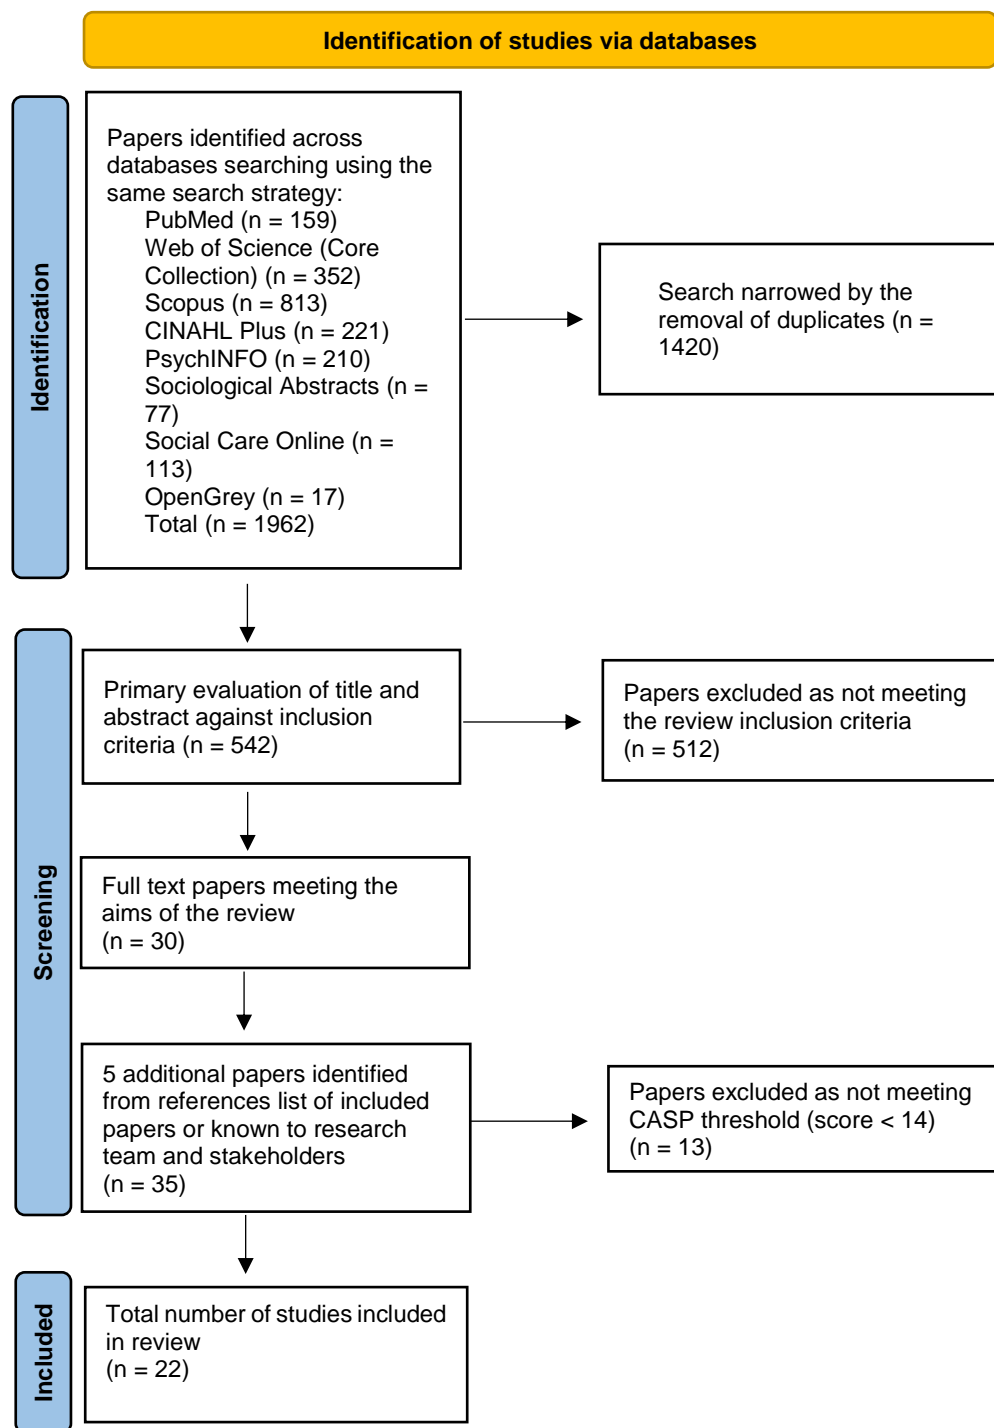 Identification of studies via databases
Identification
Papers identified across
databases searching using the
same search strategy:
PubMed (n = 159)
Web of Science (Core
Collection) (n = 352)
Scopus (n = 813)
CINAHL Plus (n = 221)
PsychINFO (n = 210)
Sociological Abstracts (n =
77)
Social Care Online (n =
113)
OpenGrey (n = 17)
Total (n = 1962)
Search narrowed by the
removal of duplicates (n =
1420)
Screening
Primary evaluation of title and
abstract against inclusion
criteria (n = 542)
Papers excluded as not meeting
the review inclusion criteria
(n = 512)
Full text papers meeting the
aims of the review
(n = 30)
5 additional papers identified
from references list of included
papers or known to research
team and stakeholders
(n = 35)
Papers excluded as not meeting
CASP threshold (score < 14)
(n = 13)
Included
Total number of studies included
in review
(n = 22)